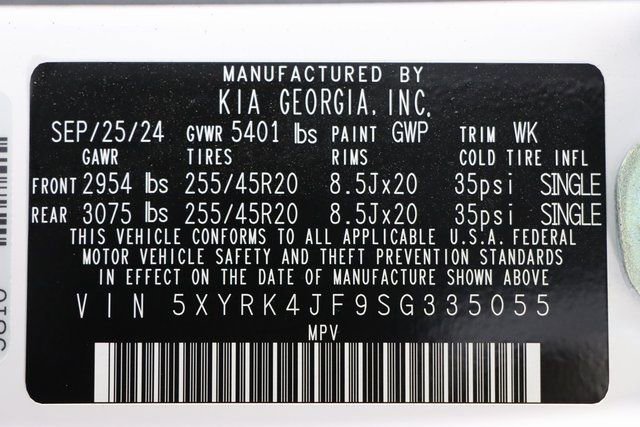 MANUFACTURED BY
KIA GEORGIA, INC.
SEP/25/24 GVWR 5401 lbs PAINT GWP TRIM WK
GAWR TIRES RIMS COLD TIRE INFL
FRONT 2954 lbs 255/45R20 8.5Jx20 35psi SINGLE
REAR 3075 lbs 255/45R20 8.5Jx20 35psi SINGLE
THIS VEHICLE CONFORMS TO ALL APPLICABLE U.S.A. FEDERAL
MOTOR VEHICLE SAFETY AND THEFT PREVENTION STANDARDS
IN EFFECT ON THE DATE OF MANUFACTURE SHOWN ABOVE
VIN 5XYRK4JF9SG335055
MPV